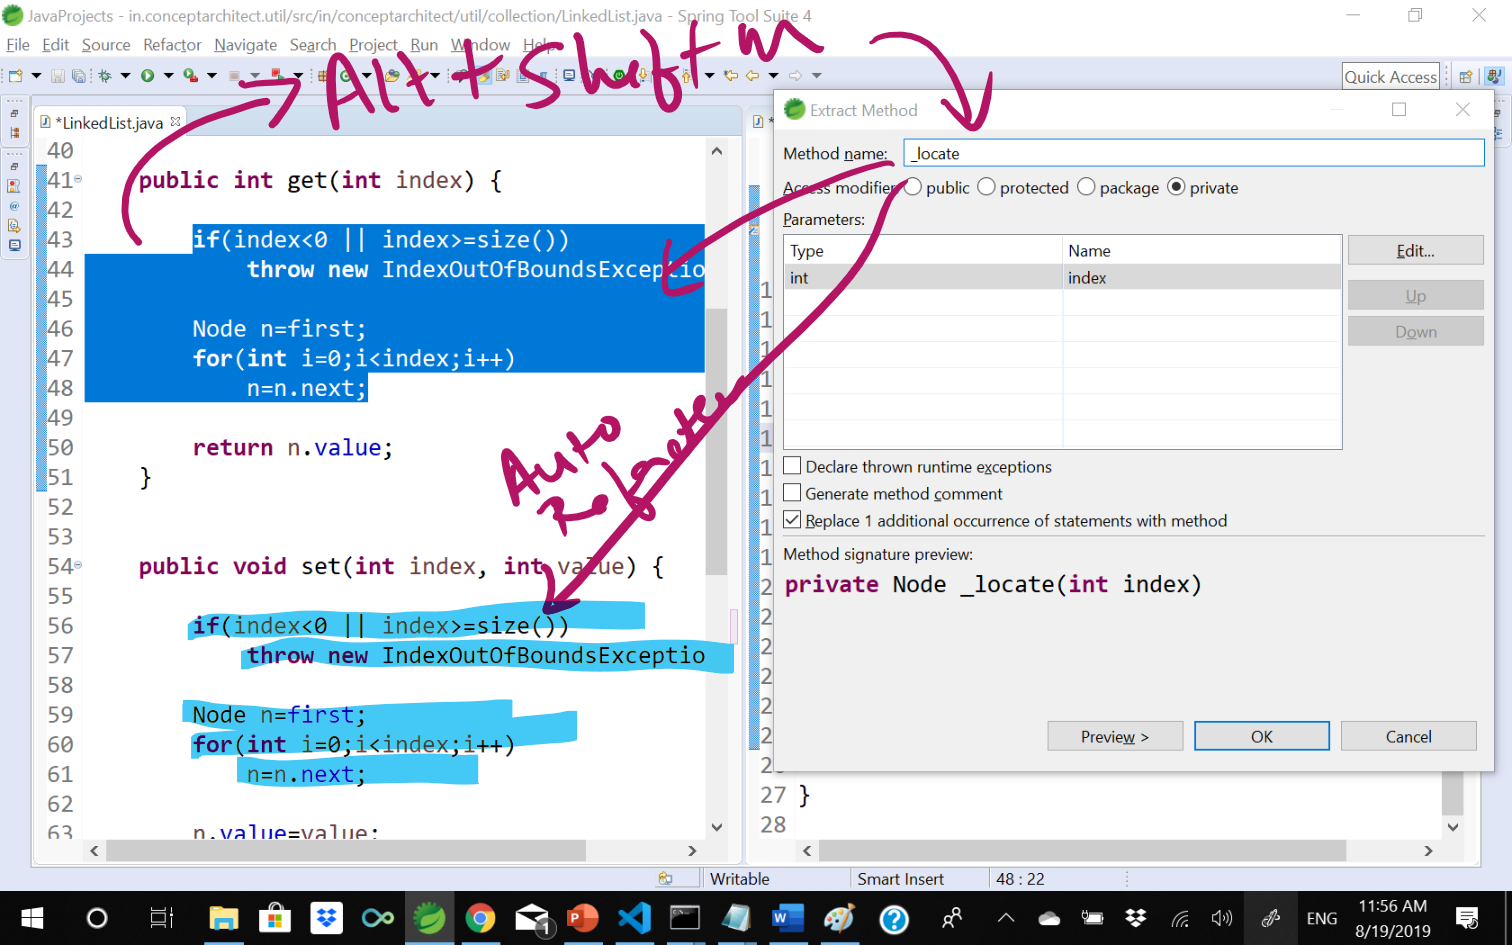 JavaProjects - in.conceptarchitect.util/src/in/conceptarchitect/util/collection/LinkedList.java - Spring Tool Suite 4
File Edit Source Refactor Navigate Search Project Run Window Help
Alt + Shift + M
Quick Access
*LinkedList.java
40
41 public int get(int index) {
42
43 if(index<0 || index>=size())
44 throw new IndexOutOfBoundsExceptio
45
46 Node n=first;
47 for(int i=0;i<index;i++)
48 n=n.next;
49
50 return n.value;
51 }
52
53
54 public void set(int index, int value) {
55
56 if(index<0 || index>=size())
57 throw new IndexOutOfBoundsExceptio
58
59 Node n=first;
60 for(int i=0;i<index;i++)
61 n=n.next;
62
63 n.value=value;
Auto
Refactor
Extract Method
Method name: _locate
Access modifier public protected package private
Parameters:
Type Name
int index
Edit...
Up
Down
Declare thrown runtime exceptions
Generate method comment
Replace 1 additional occurrence of statements with method
Method signature preview:
private Node _locate(int index)
Preview > OK Cancel
27 }
28
Writable Smart Insert 48 : 22
1
ENG
11:56 AM
8/19/2019